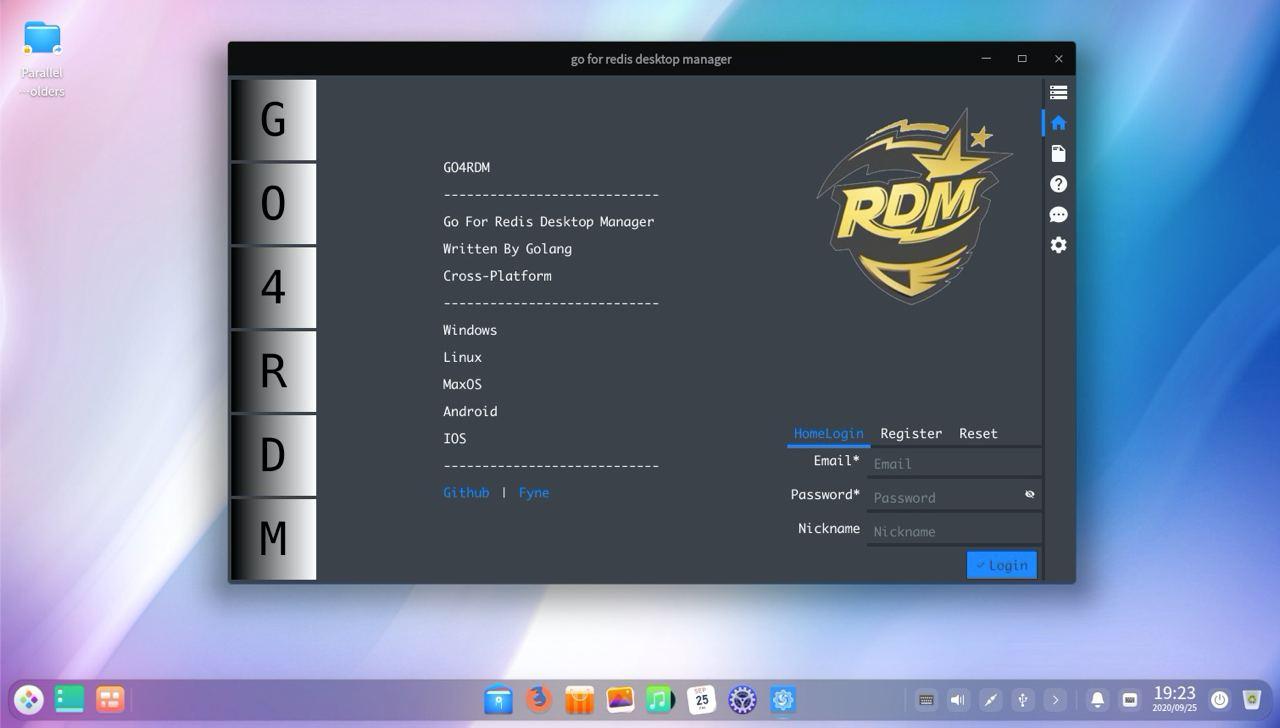 Parallel
···olders
go for redis desktop manager
G
O
4
R
D
M
GO4RDM
----------------------------
Go For Redis Desktop Manager
Written By Golang
Cross-Platform
----------------------------
Windows
Linux
MaxOS
Android
IOS
----------------------------
Github | Fyne
RDM
HomeLogin Register Reset
Email* Email
Password* Password
Nickname Nickname
Login
SEP
25
19:23
2020/09/25